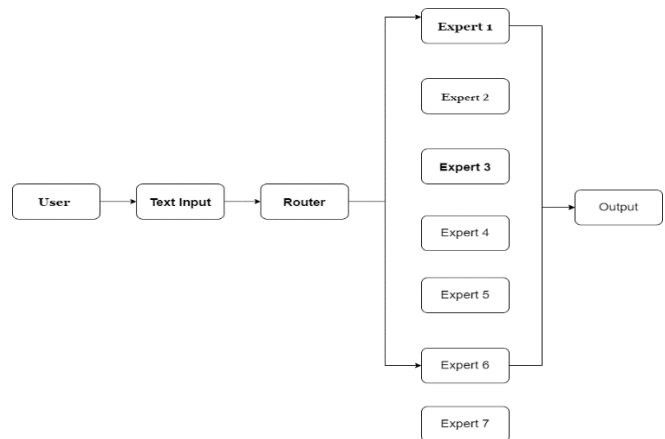 User
Text Input
Router
Expert 1
Expert 2
Expert 3
Expert 4
Expert 5
Expert 6
Expert 7
Output